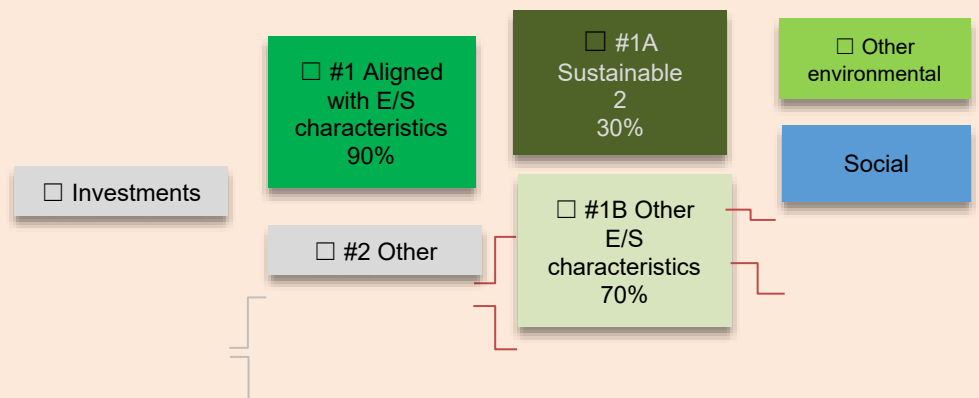 ☐ Investments
☐ #1 Aligned
with E/S
characteristics
90%
☐ #2 Other
☐ #1A
Sustainable
2
30%
☐ #1B Other
E/S
characteristics
70%
☐ Other
environmental
Social